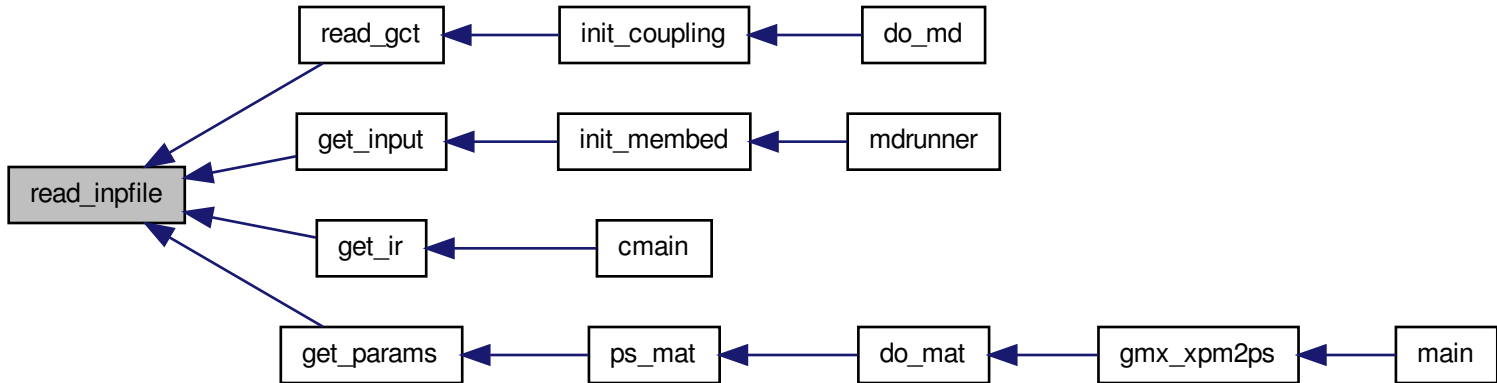 read_gct
init_coupling
do_md
get_input
init_membed
mdrunner
read_inpfile
get_ir
cmain
get_params
ps_mat
do_mat
gmx_xpm2ps
main